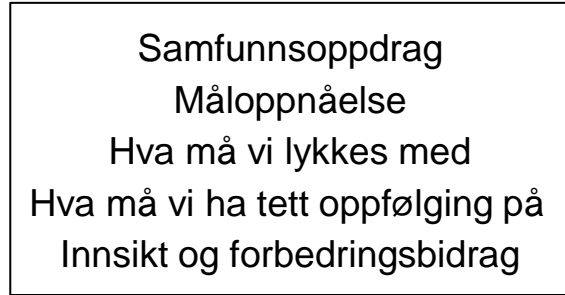 Samfunnsoppdrag
Måloppnåelse
Hva må vi lykkes med
Hva må vi ha tett oppfølging på
Innsikt og forbedringsbidrag